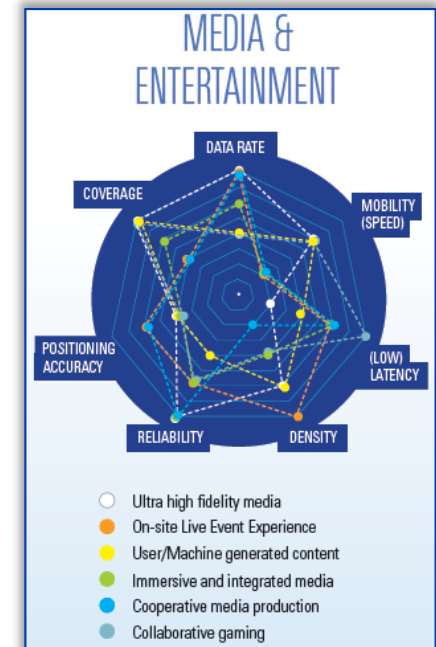 MEDIA &
ENTERTAINMENT
DATA RATE
COVERAGE
MOBILITY
(SPEED)
POSITIONING
ACCURACY
(LOW)
LATENCY
RELIABILITY
DENSITY
Ultra high fidelity media
On-site Live Event Experience
User/Machine generated content
Immersive and integrated media
Cooperative media production
Collaborative gaming